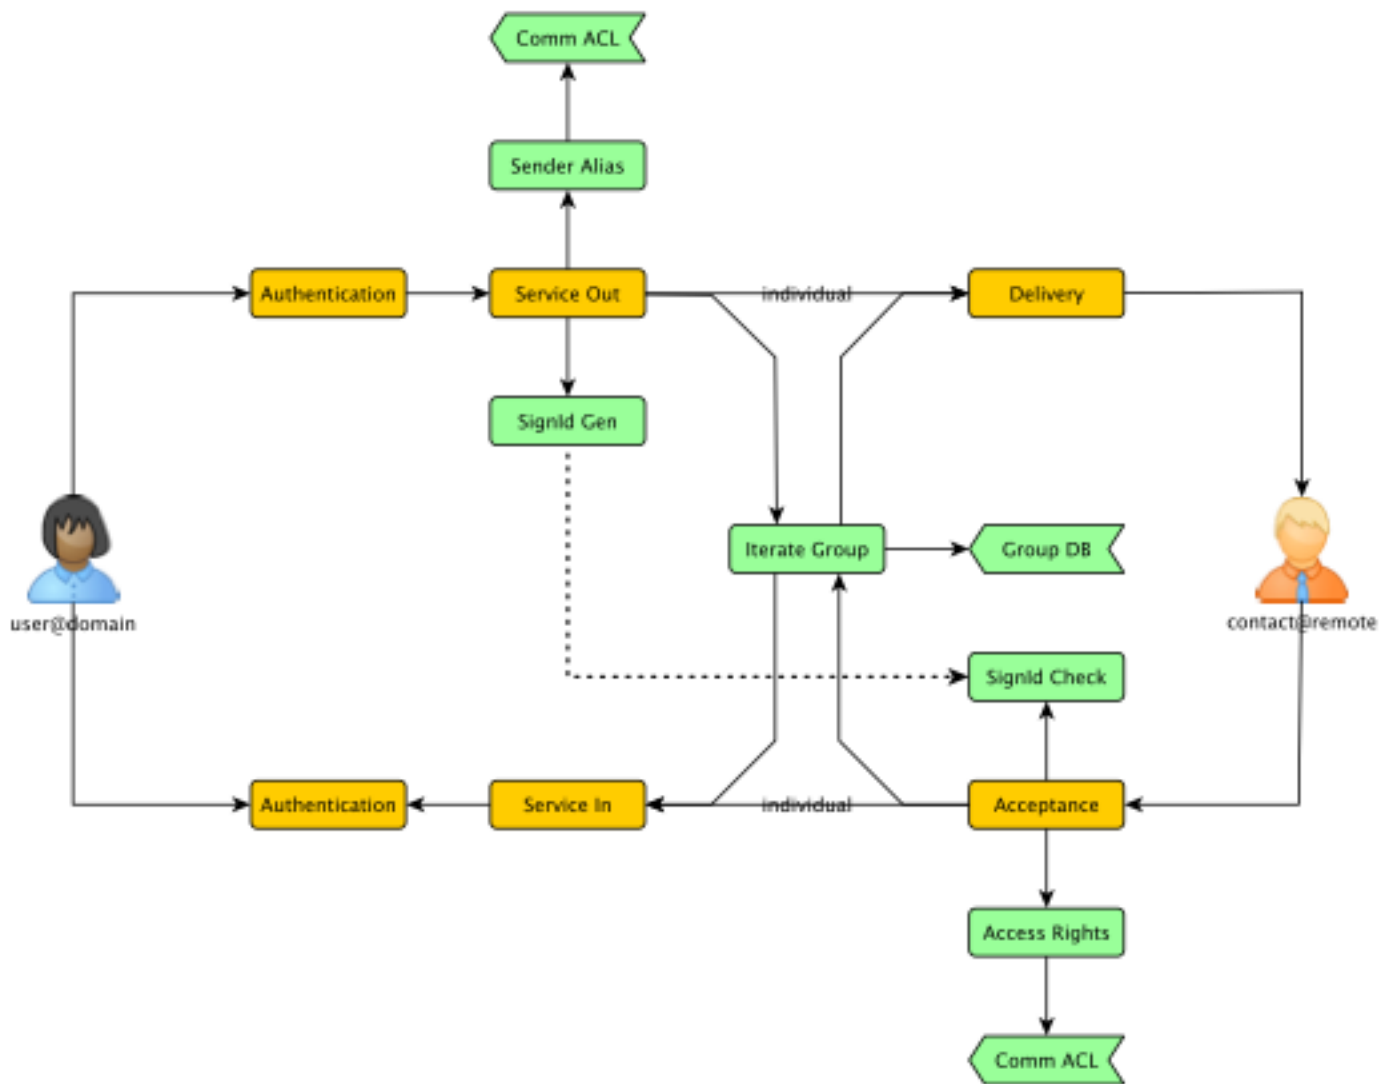 Comm ACL
Sender Alias
Authentication
Service Out
individual
Delivery
SignId Gen
Iterate Group
Group DB
user@domain
contact@remote
SignId Check
Authentication
Service In
individual
Acceptance
Access Rights
Comm ACL